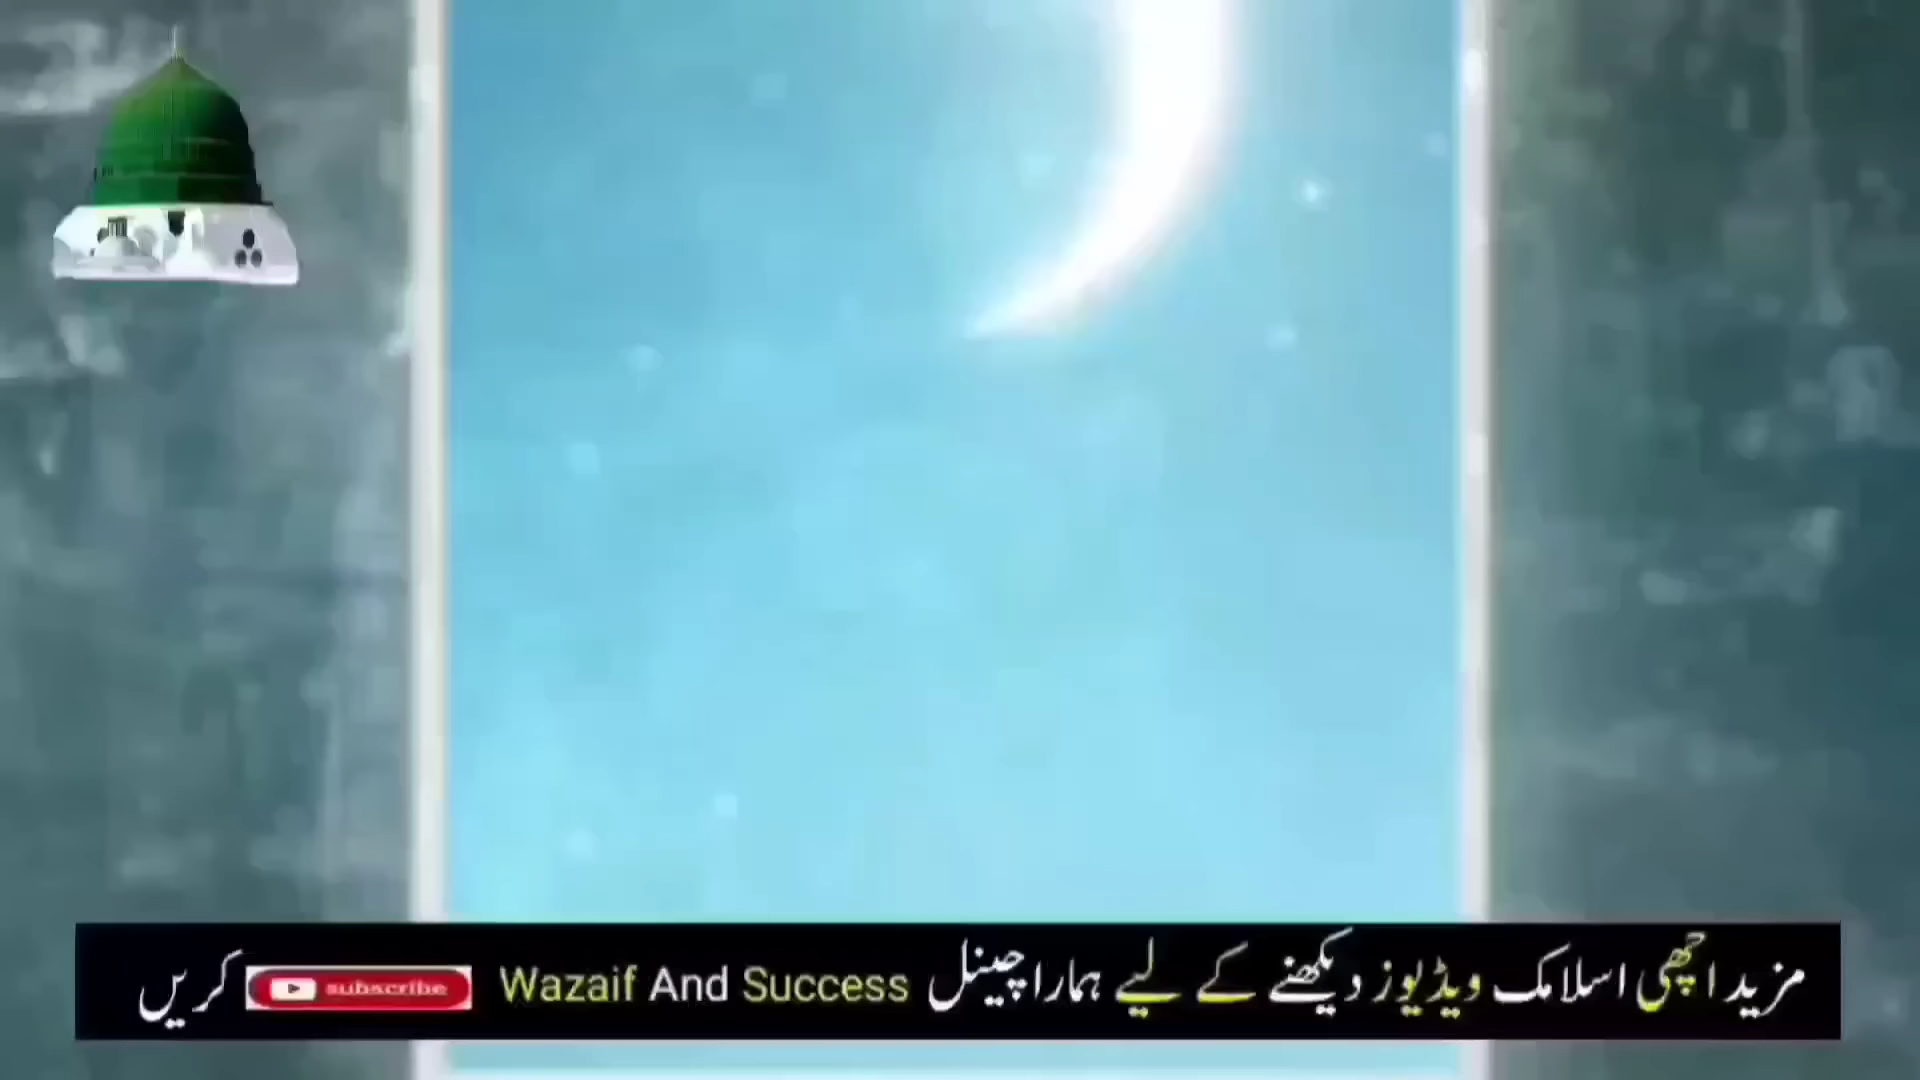 مزید اچھی اسلامک ویڈیوز دیکھنے کے لیے ہمارا چینل Wazaif And Success subscribe کریں